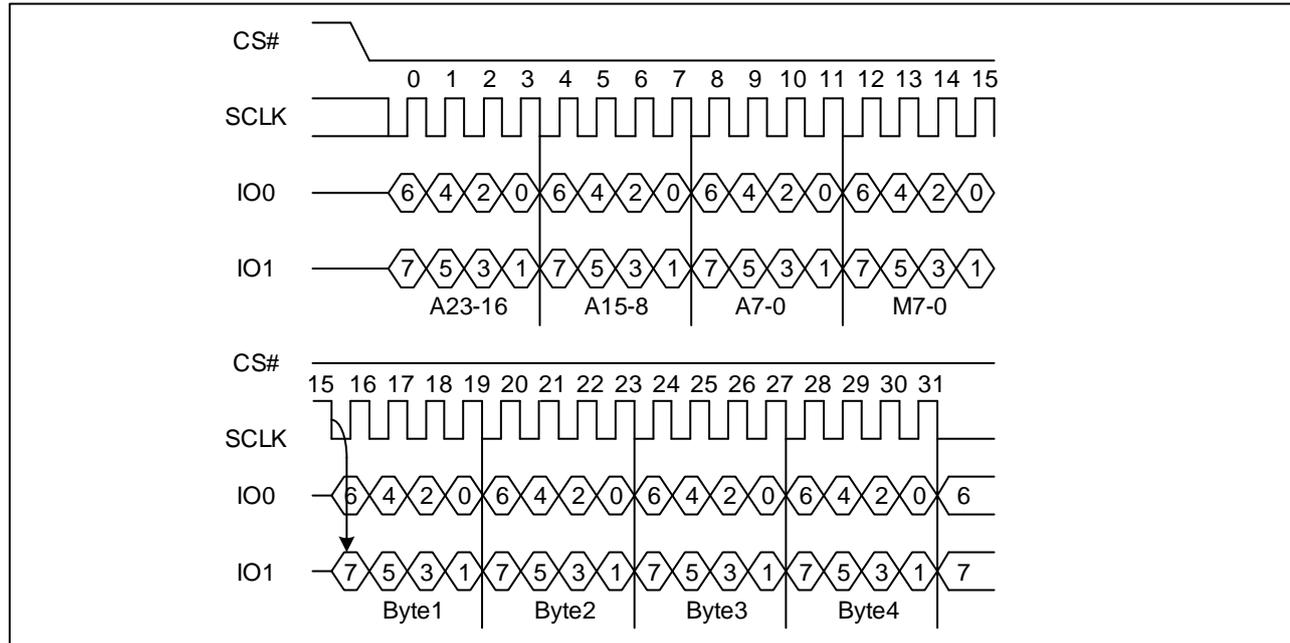 CS#
0 1 2 3 4 5 6 7 8 9 10 11 12 13 14 15
SCLK
IO0 6 4 2 0 6 4 2 0 6 4 2 0 6 4 2 0
IO1 7 5 3 1 7 5 3 1 7 5 3 1 7 5 3 1
A23-16 A15-8 A7-0 M7-0
CS#
15 16 17 18 19 20 21 22 23 24 25 26 27 28 29 30 31
SCLK
IO0 6 4 2 0 6 4 2 0 6 4 2 0 6 4 2 0 6
IO1 7 5 3 1 7 5 3 1 7 5 3 1 7 5 3 1 7
Byte1 Byte2 Byte3 Byte4